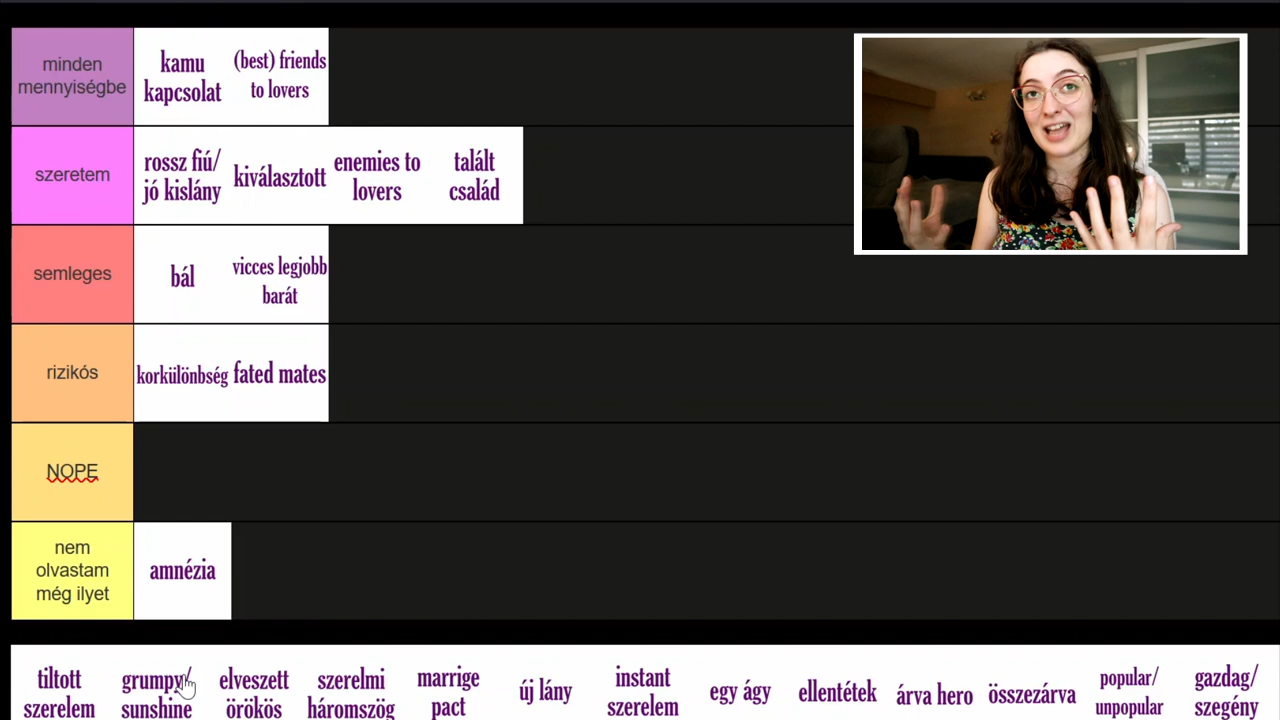 minden
mennyiségbe
kamu
kapcsolat
(best) friends
to lovers
szeretem
rossz fiú/
jó kislány
kiválasztott
enemies to
lovers
talált
család
semleges
bál
vicces legjobb
barát
rizikós
korkülönbség
fated mates
NOPE
nem
olvastam
még ilyet
amnézia
tiltott
szerelem
grumpy/
sunshine
elveszett
örökös
szerelmi
háromszög
marrige
pact
új lány
instant
szerelem
egy ágy
ellentétek
árva hero
összezárva
popular/
unpopular
gazdag/
szegény